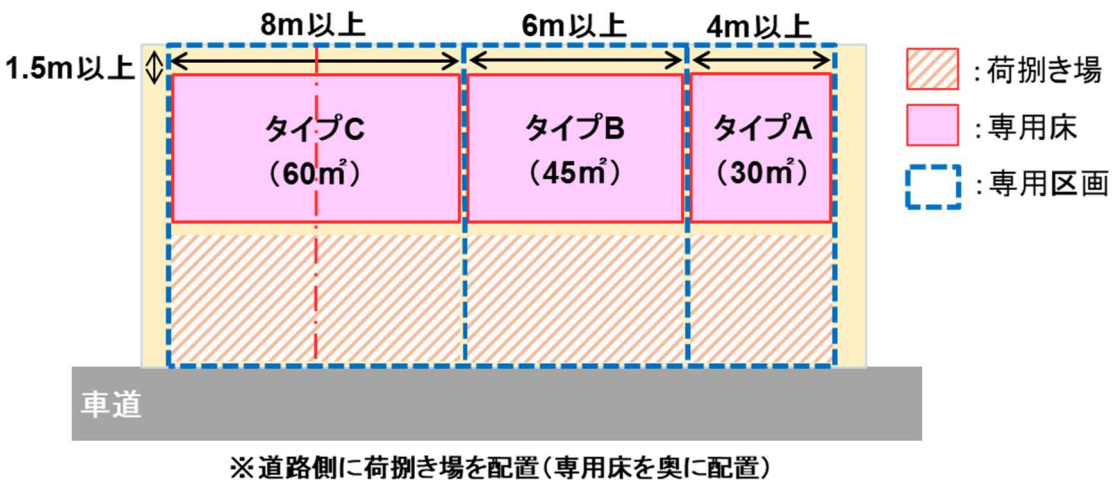 8m以上
6m以上
4m以上
1.5m以上
タイプC
(60㎡)
タイプB
(45㎡)
タイプA
(30㎡)
:荷捌き場
:専用床
:専用区画
車道
※道路側に荷捌き場を配置(専用床を奥に配置)